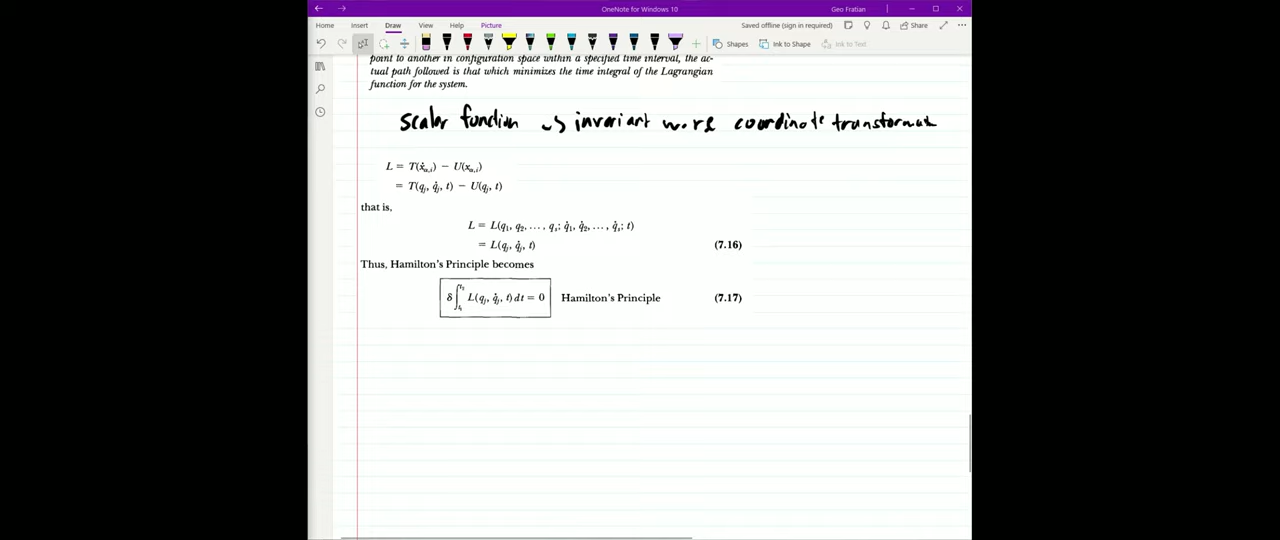 OneNote for Windows 10
Geo Fratian
Home Insert Draw View Help Picture
Saved offline (sign in required)
Share
Shapes
Ink to Shape
Ink to Text
point to another in configuration space within a specified time interval, the ac-
tual path followed is that which minimizes the time integral of the Lagrangian
function for the system.
scalar function ↪ invariant coordinate transformation
L = T(ẋα,i) − U(xα,i)
= T(qj, q̇j, t) − U(qj, t)
that is,
L = L(q1, q2, . . . , qs; q̇1, q̇2, . . . , q̇s; t)
= L(qj, q̇j, t) (7.16)
Thus, Hamilton's Principle becomes
δ ∫t1t2 L(qj, q̇j, t) dt = 0 Hamilton's Principle (7.17)